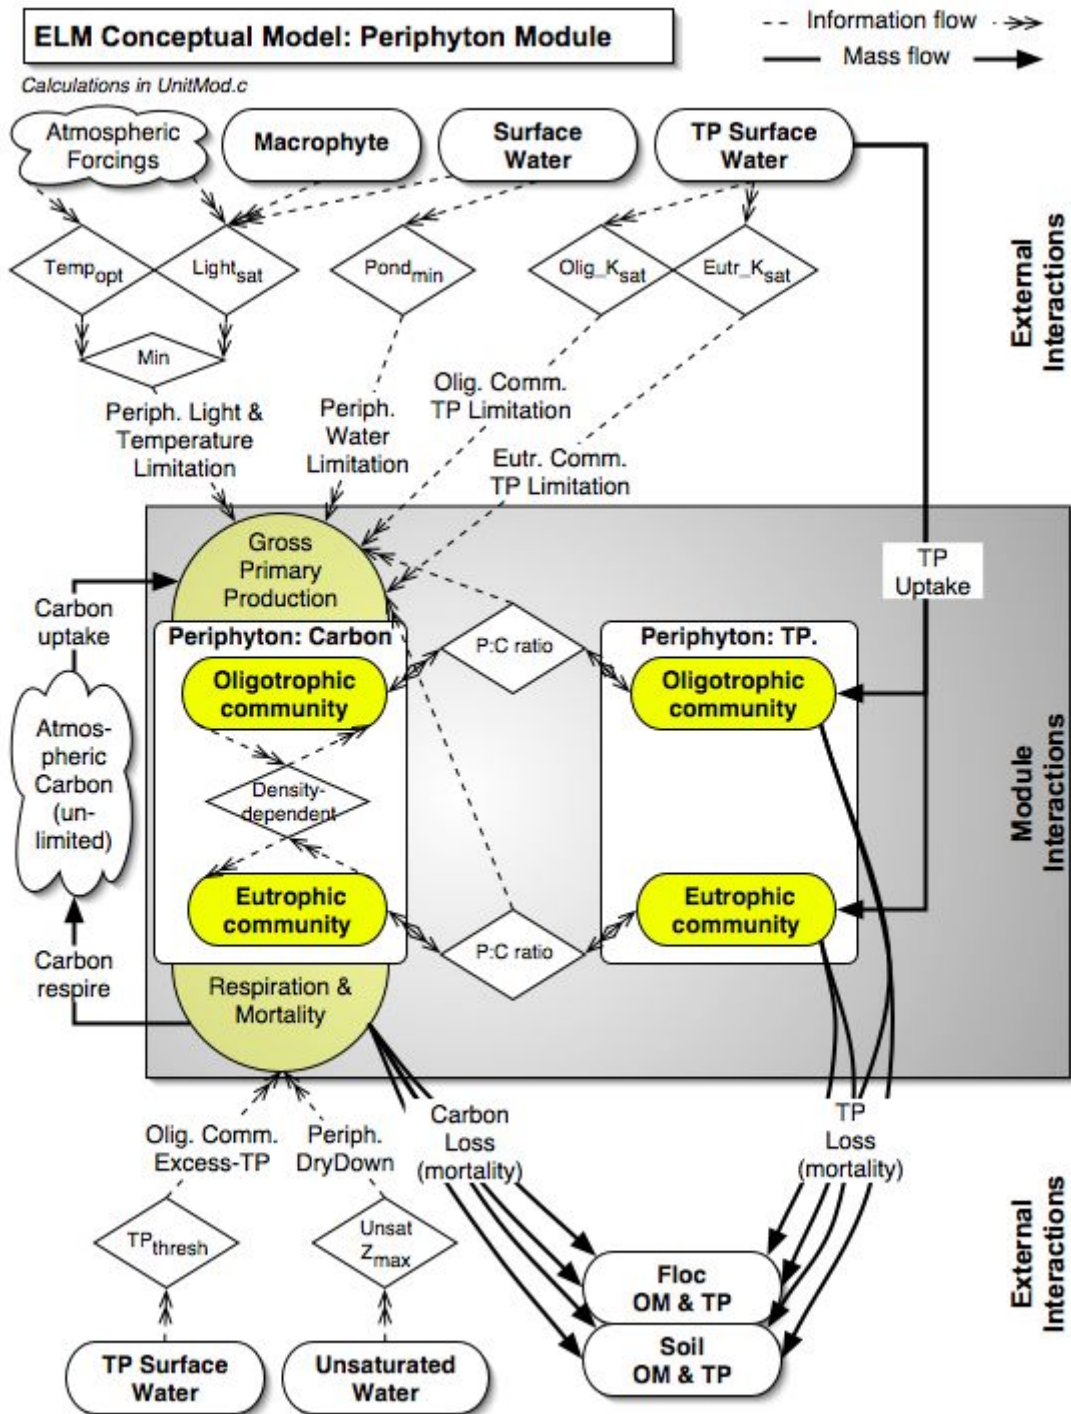 ELM Conceptual Model: Periphyton Module
Information flow
Mass flow
Calculations in UnitMod.c
Atmospheric
Forcings
Macrophyte
Surface
Water
TP Surface
Water
Temp_opt
Light_sat
Pond_min
Olig_K_sat
Eutr_K_sat
Min
External
Interactions
Periph. Light &
Temperature
Limitation
Periph.
Water
Limitation
Olig. Comm.
TP Limitation
Eutr. Comm.
TP Limitation
Gross
Primary
Production
TP
Uptake
Carbon
uptake
Periphyton: Carbon
P:C ratio
Periphyton: TP.
Oligotrophic
community
Oligotrophic
community
Atmos-
pheric
Carbon
(un-
limited)
Density-
dependent
Module
Interactions
Eutrophic
community
P:C ratio
Eutrophic
community
Carbon
respire
Respiration &
Mortality
Olig. Comm.
Excess-TP
Periph.
DryDown
Carbon
Loss
(mortality)
TP
Loss
(mortality)
TP_thresh
Unsat
Z_max
Floc
OM & TP
Soil
OM & TP
External
Interactions
TP Surface
Water
Unsaturated
Water